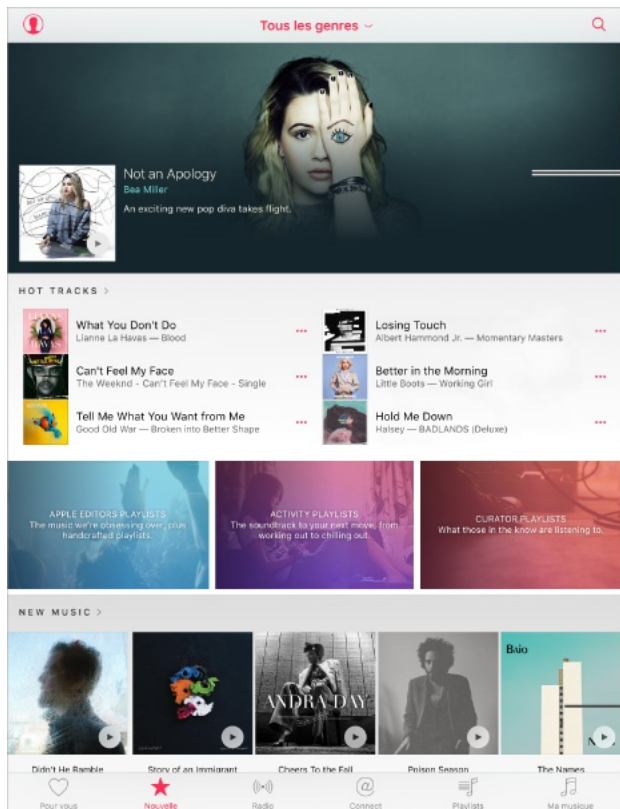 Tous les genres
Not an Apology
Bea Miller
An exciting new pop diva takes flight.
HOT TRACKS >
What You Don't Do
Lianne La Havas — Blood
Losing Touch
Albert Hammond Jr. — Momentary Masters
Can't Feel My Face
The Weeknd - Can't Feel My Face - Single
Better in the Morning
Little Boots — Working Girl
Tell Me What You Want from Me
Good Old War — Broken into Better Shape
Hold Me Down
Halsey — BADLANDS (Deluxe)
APPLE EDITORS PLAYLISTS
The music we're obsessing over, plus
handcrafted playlists.
ACTIVITY PLAYLISTS
The soundtrack to your next move, from
working out to chilling out.
CURATOR PLAYLISTS
What those in the know are listening to.
NEW MUSIC >
ANDRA DAY
Baio
Didn't He Ramble
Story of an Immigrant
Cheers To the Fall
Poison Season
The Names
Pour vous
Nouvelle
Radio
Connect
Playlists
Ma musique